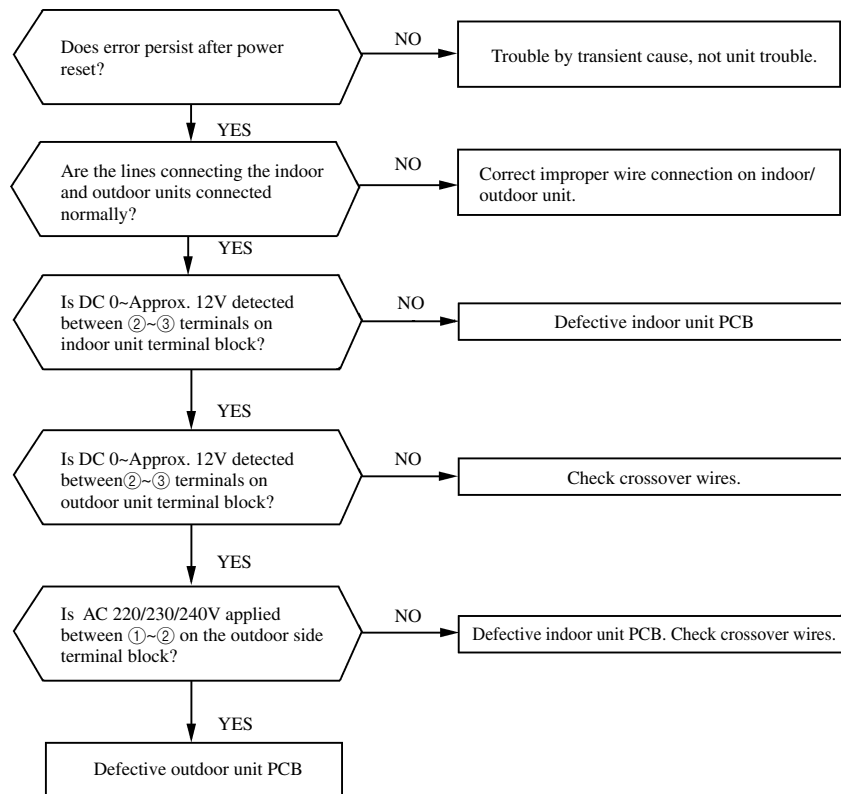 Does error persist after power
reset?
NO
Trouble by transient cause, not unit trouble.
YES
Are the lines connecting the indoor
and outdoor units connected
normally?
NO
Correct improper wire connection on indoor/
outdoor unit.
YES
Is DC 0~Approx. 12V detected
between ②~③ terminals on
indoor unit terminal block?
NO
Defective indoor unit PCB
YES
Is DC 0~Approx. 12V detected
between②~③ terminals on
outdoor unit terminal block?
NO
Check crossover wires.
YES
Is AC 220/230/240V applied
between ①~② on the outdoor side
terminal block?
NO
Defective indoor unit PCB. Check crossover wires.
YES
Defective outdoor unit PCB